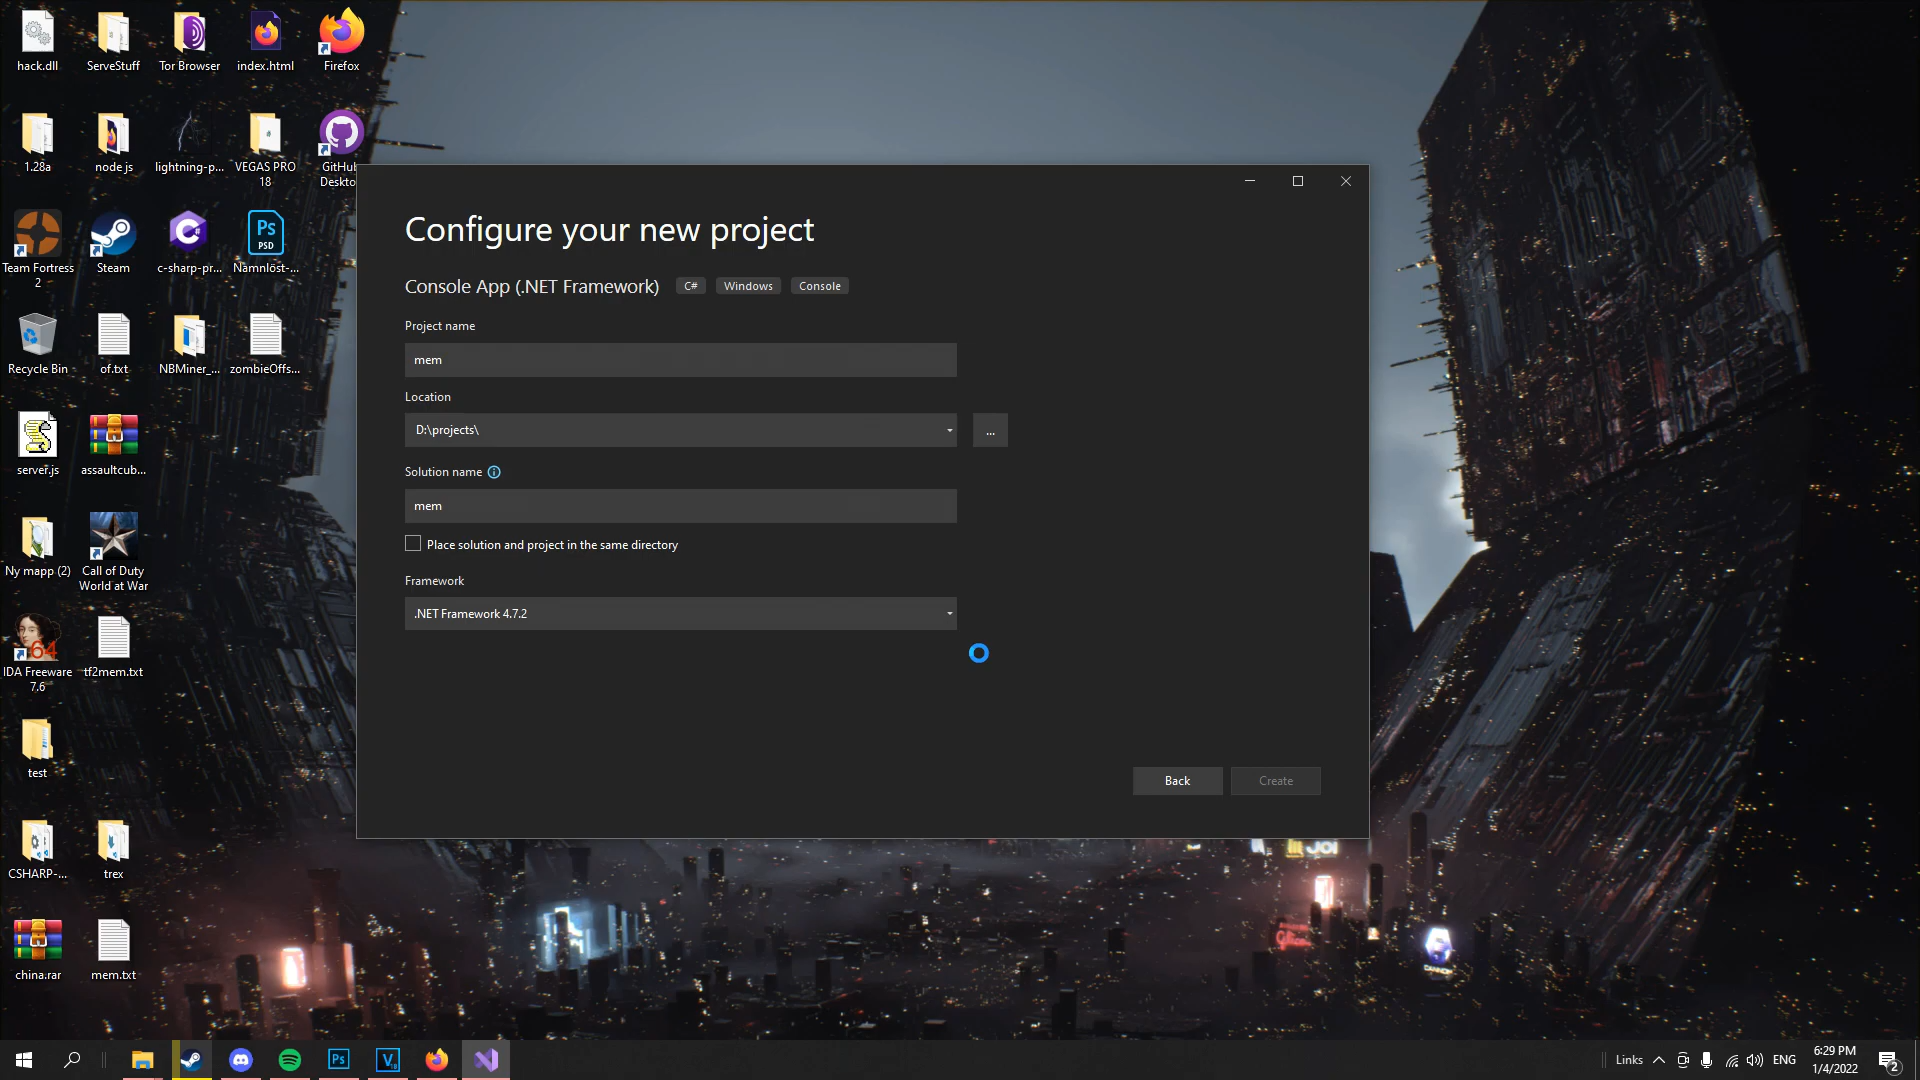 hack.dll
ServeStuff
Tor Browser
index.html
Firefox
1.28a
node js
lightning-p...
VEGAS PRO
18
GitHub
Deskto
Team Fortress
2
Steam
c-sharp-pr...
Ps
PSD
Namnlöst-...
Recycle Bin
of.txt
NBMiner_...
zombieOffs...
server.js
assaultcub...
Ny mapp (2)
Call of Duty
World at War
64
IDA Freeware
7.6
tf2mem.txt
test
CSHARP-...
trex
china.rar
mem.txt
Configure your new project
Console App (.NET Framework)
C#
Windows
Console
Project name
mem
Location
D:\projects\
...
Solution name
mem
Place solution and project in the same directory
Framework
.NET Framework 4.7.2
Back
Create
Ps
V
Links
ENG
6:29 PM
1/4/2022
2